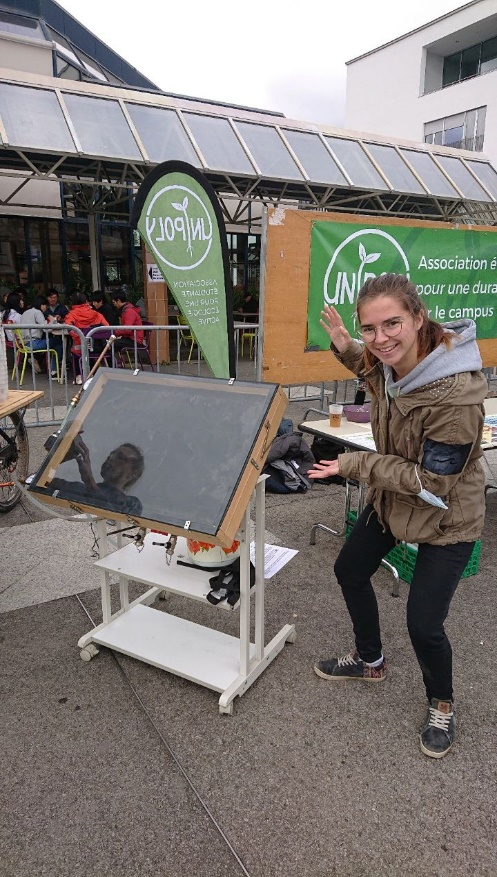 UNIPOLY
ASSOCIATION
ÉTUDIANTE
POUR UNE
ÉCOLOGIE
ACTIVE
UNIPOLY
Association é
pour une dura
r le campus